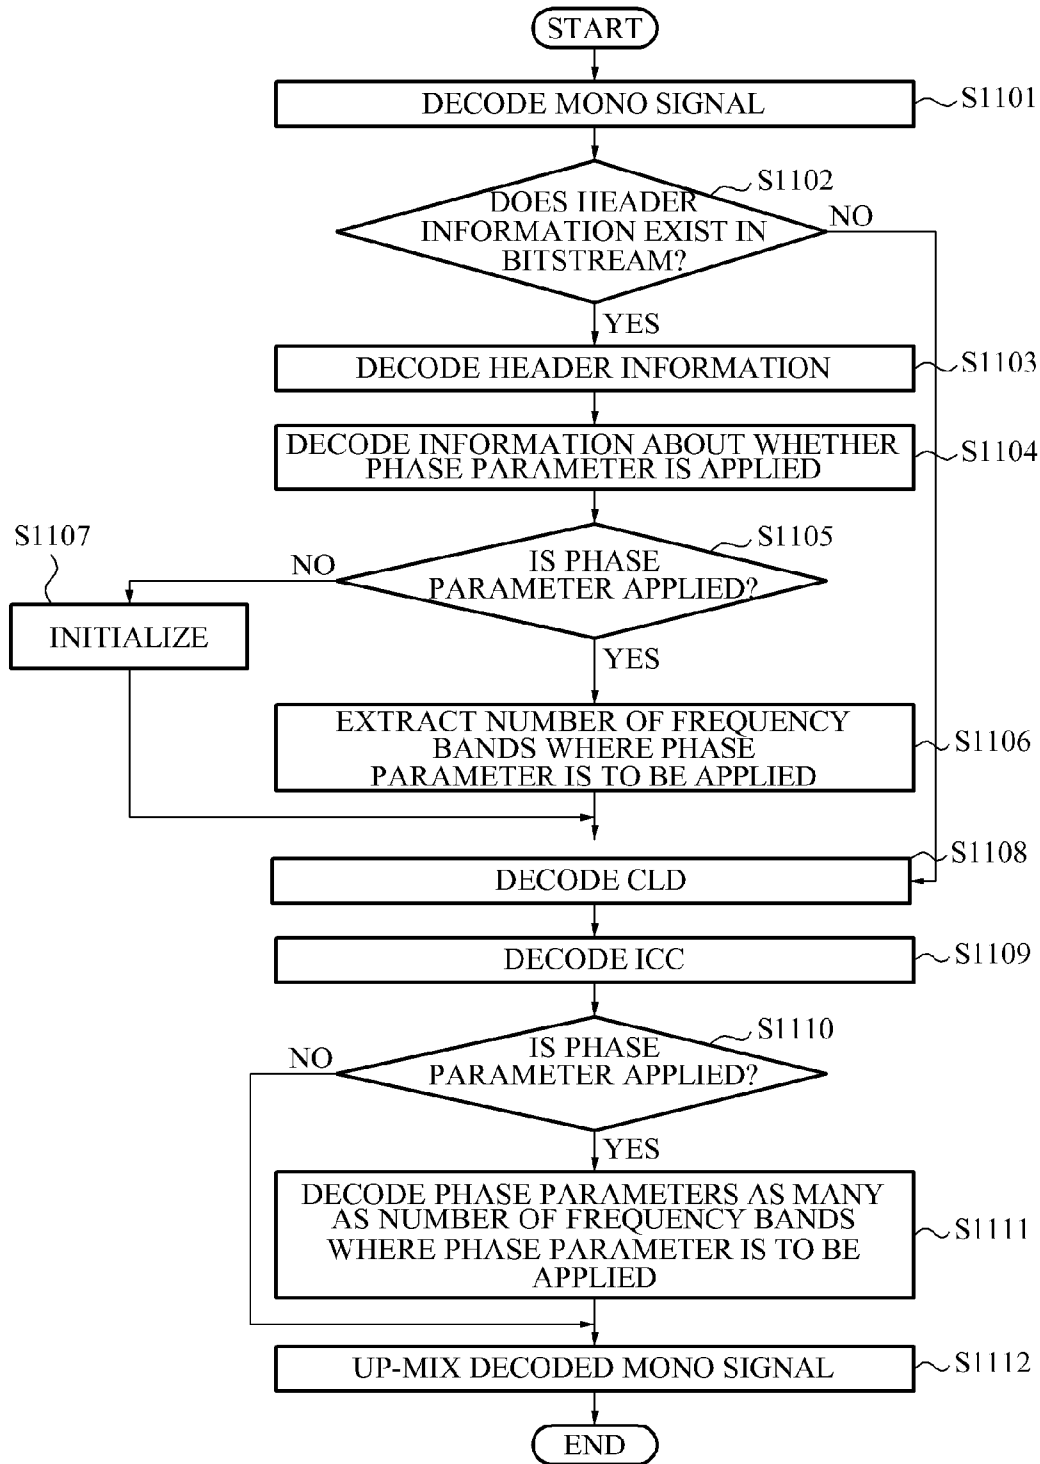 START
DECODE MONO SIGNAL
S1101
S1102
DOES HEADER
INFORMATION EXIST IN
BITSTREAM?
NO
YES
DECODE HEADER INFORMATION
S1103
DECODE INFORMATION ABOUT WHETHER
PHASE PARAMETER IS APPLIED
S1104
S1105
IS PHASE
PARAMETER APPLIED?
NO
S1107
INITIALIZE
YES
EXTRACT NUMBER OF FREQUENCY
BANDS WHERE PHASE
PARAMETER IS TO BE APPLIED
S1106
S1108
DECODE CLD
DECODE ICC
S1109
S1110
IS PHASE
PARAMETER APPLIED?
NO
YES
DECODE PHASE PARAMETERS AS MANY
AS NUMBER OF FREQUENCY BANDS
WHERE PHASE PARAMETER IS TO BE
APPLIED
S1111
UP-MIX DECODED MONO SIGNAL
S1112
END